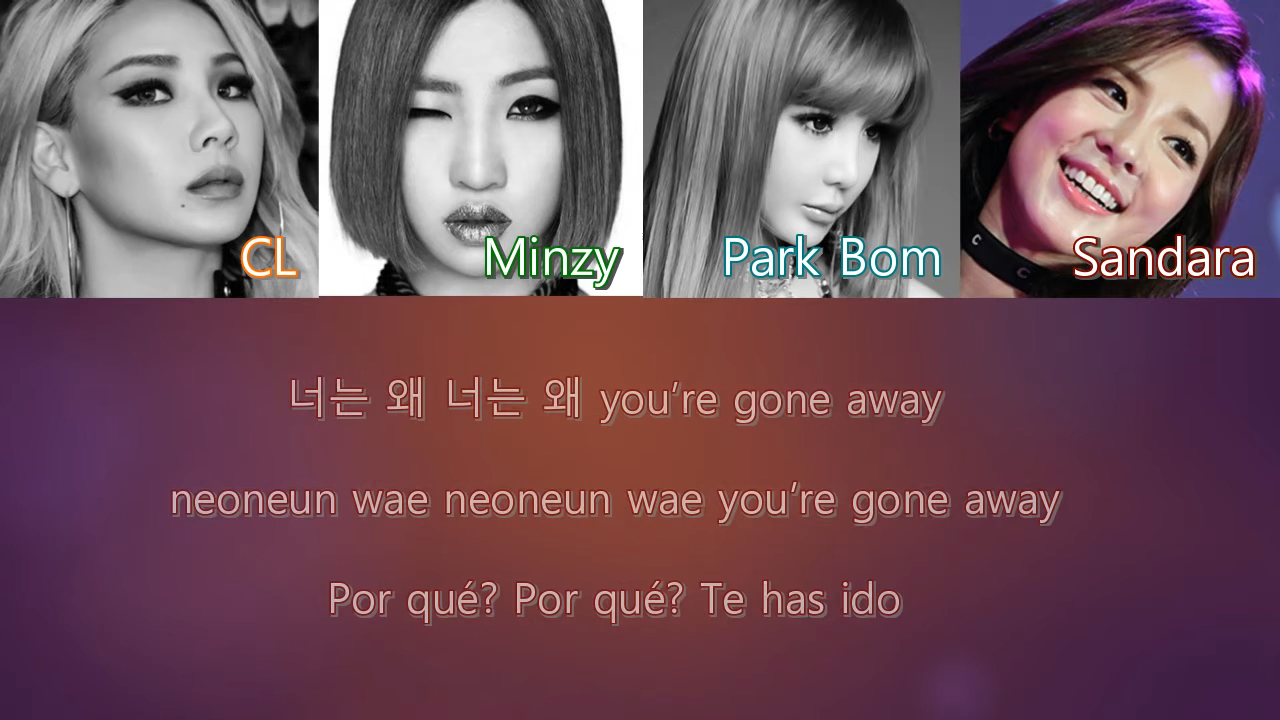 CL
Minzy
Park Bom
Sandara
너는 왜 너는 왜 you’re gone away
neoneun wae neoneun wae you’re gone away
Por qué? Por qué? Te has ido